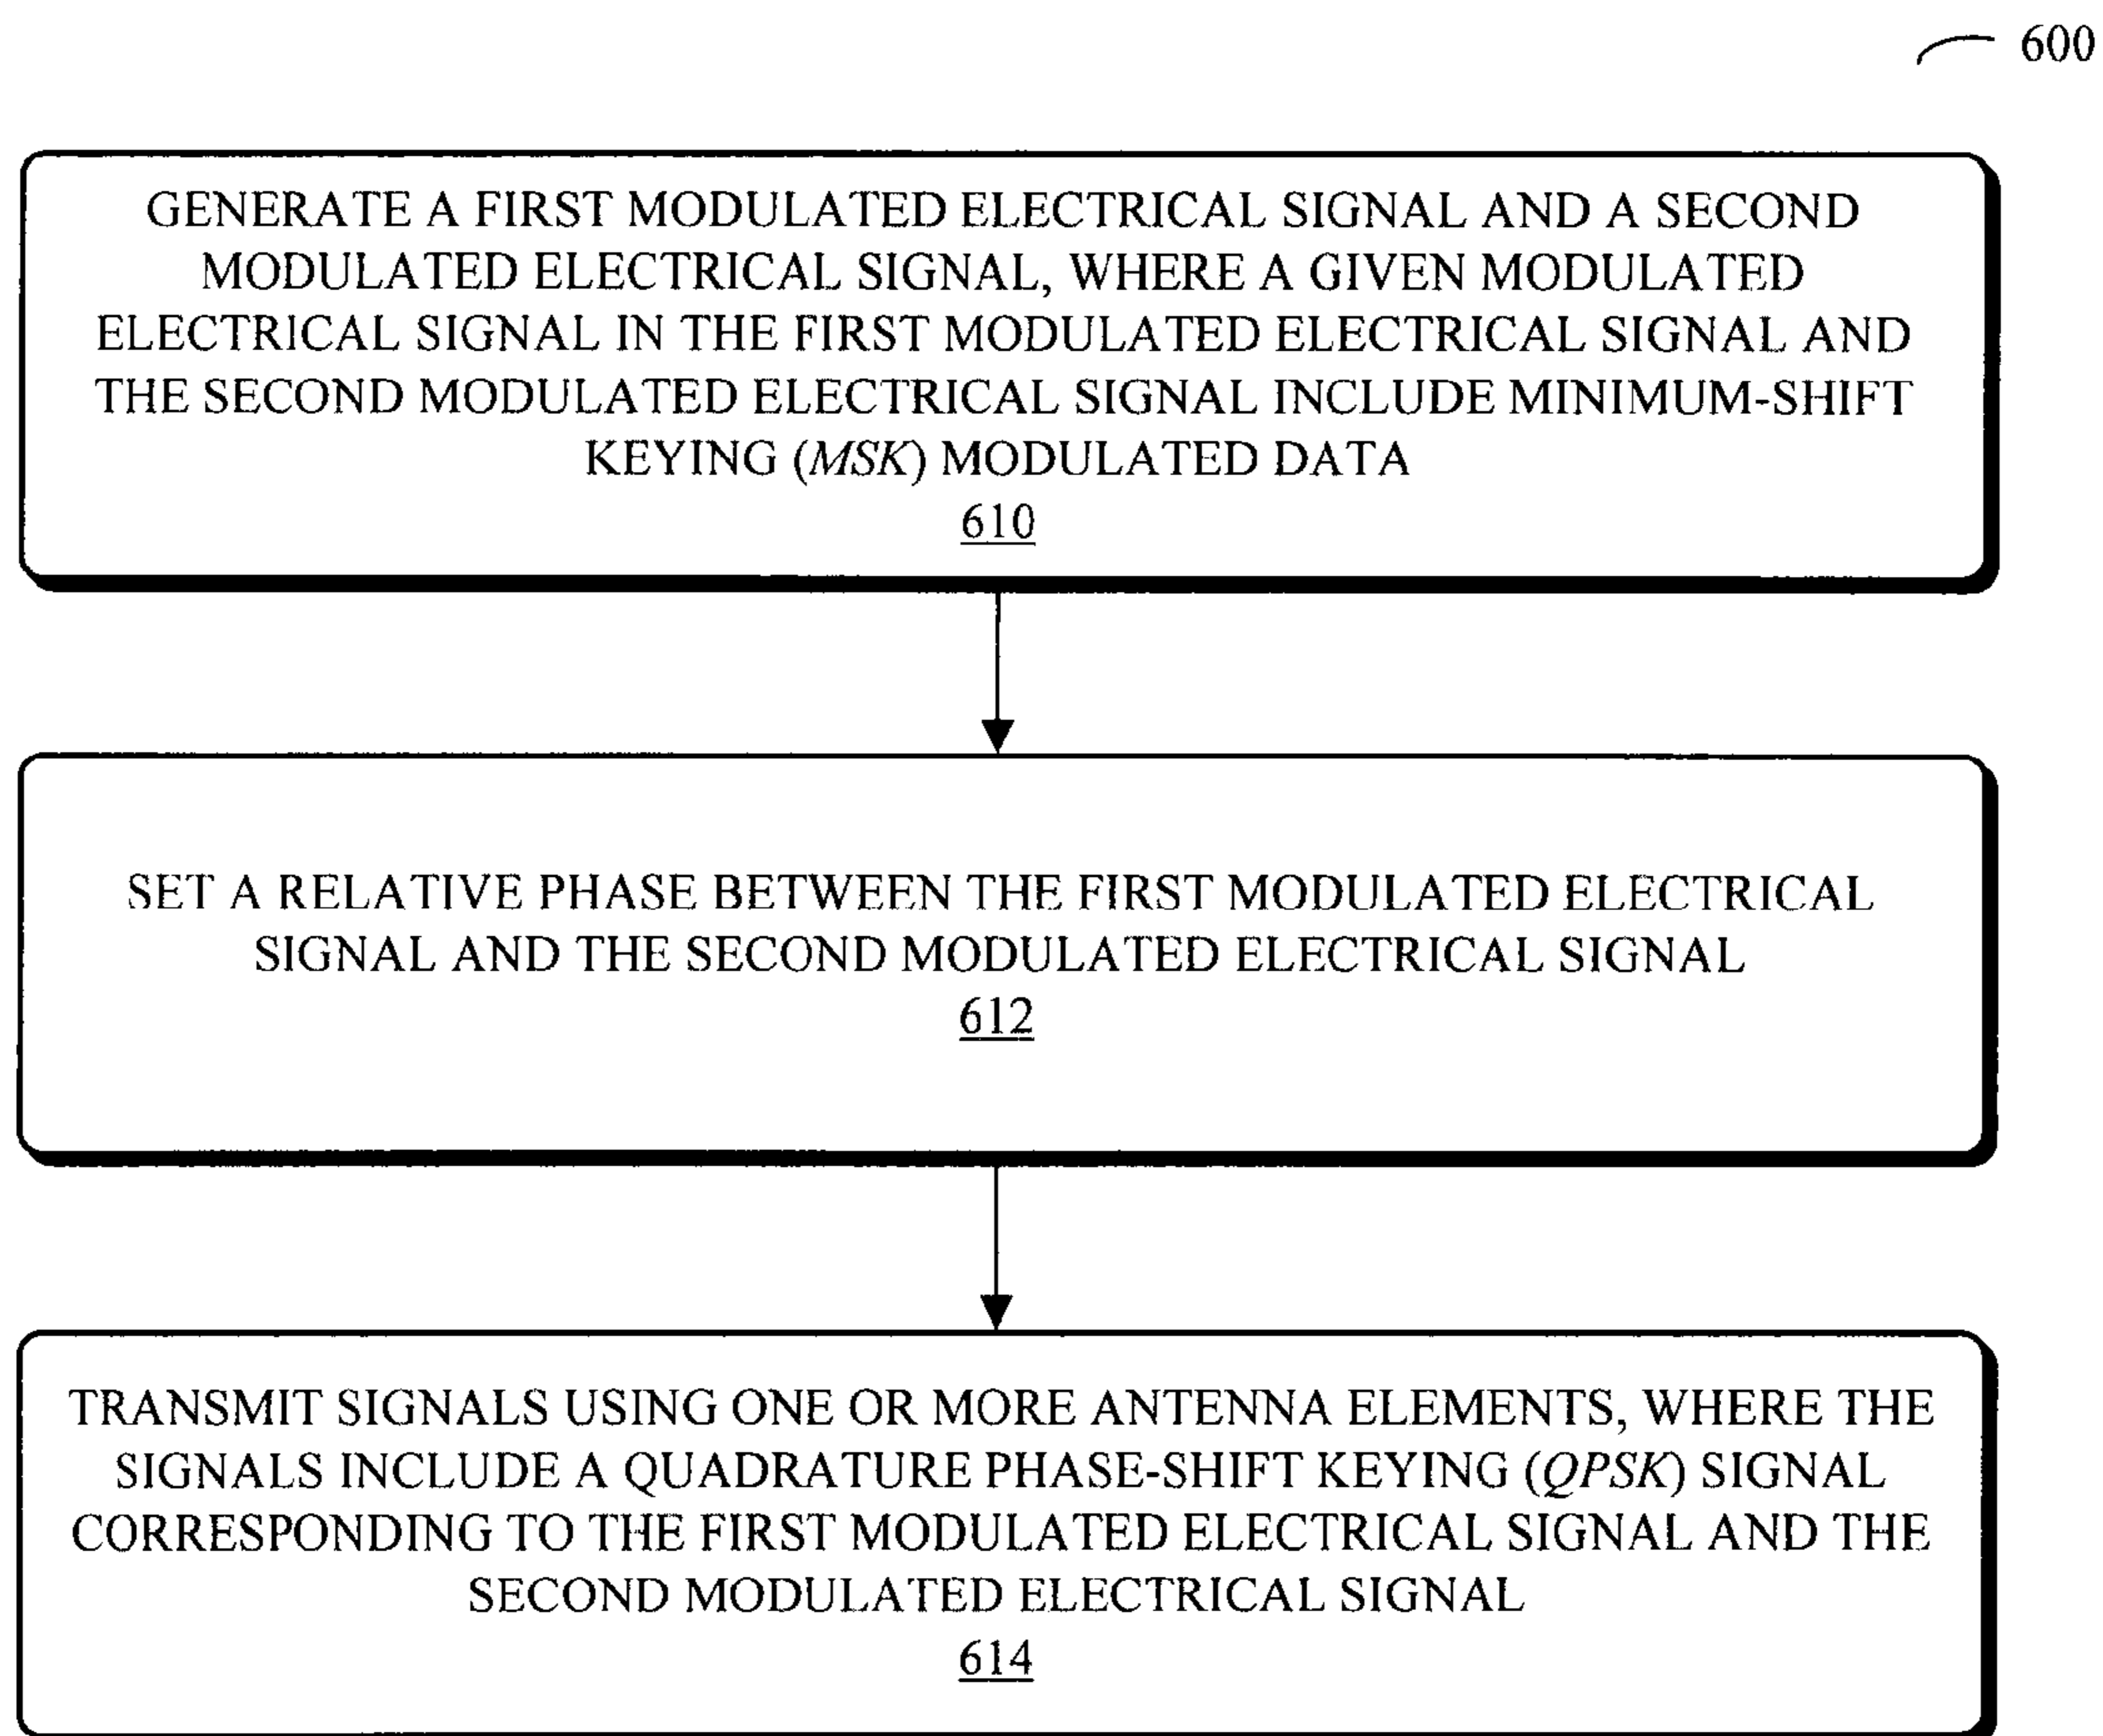 600
GENERATE A FIRST MODULATED ELECTRICAL SIGNAL AND A SECOND
MODULATED ELECTRICAL SIGNAL, WHERE A GIVEN MODULATED
ELECTRICAL SIGNAL IN THE FIRST MODULATED ELECTRICAL SIGNAL AND
THE SECOND MODULATED ELECTRICAL SIGNAL INCLUDE MINIMUM-SHIFT
KEYING (MSK) MODULATED DATA
610
SET A RELATIVE PHASE BETWEEN THE FIRST MODULATED ELECTRICAL
SIGNAL AND THE SECOND MODULATED ELECTRICAL SIGNAL
612
TRANSMIT SIGNALS USING ONE OR MORE ANTENNA ELEMENTS, WHERE THE
SIGNALS INCLUDE A QUADRATURE PHASE-SHIFT KEYING (QPSK) SIGNAL
CORRESPONDING TO THE FIRST MODULATED ELECTRICAL SIGNAL AND THE
SECOND MODULATED ELECTRICAL SIGNAL
614